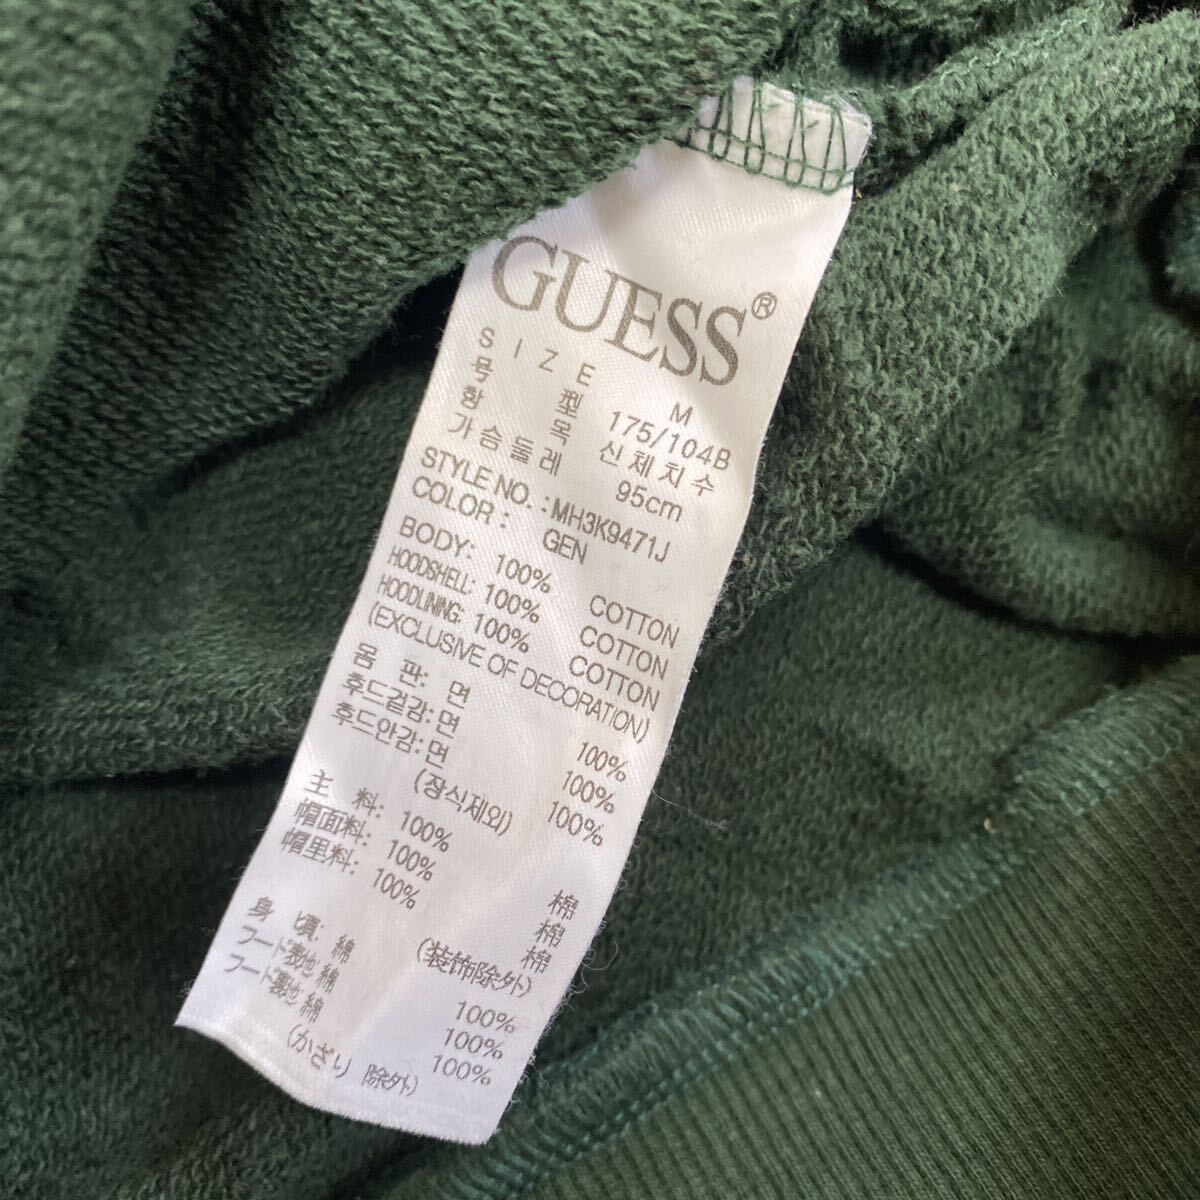 GUESS®
SIZE M
号 型 175/104B
항 목 신체치수
가슴둘레 95cm
STYLE NO. : MH3K9471J
COLOR : GEN
BODY: 100% COTTON
HOODSHELL: 100% COTTON
HOODLINING: 100% COTTON
(EXCLUSIVE OF DECORATION)
몸 판: 면 100%
후드겉감: 면 100%
후드안감: 면 100%
(장식제외)
主 料: 100% 棉
帽面料: 100% 棉
帽里料: 100% 棉
(装饰除外)
身 頃: 綿 100%
フード表地 綿 100%
フード裏地 綿 100%
(かざり 除外)